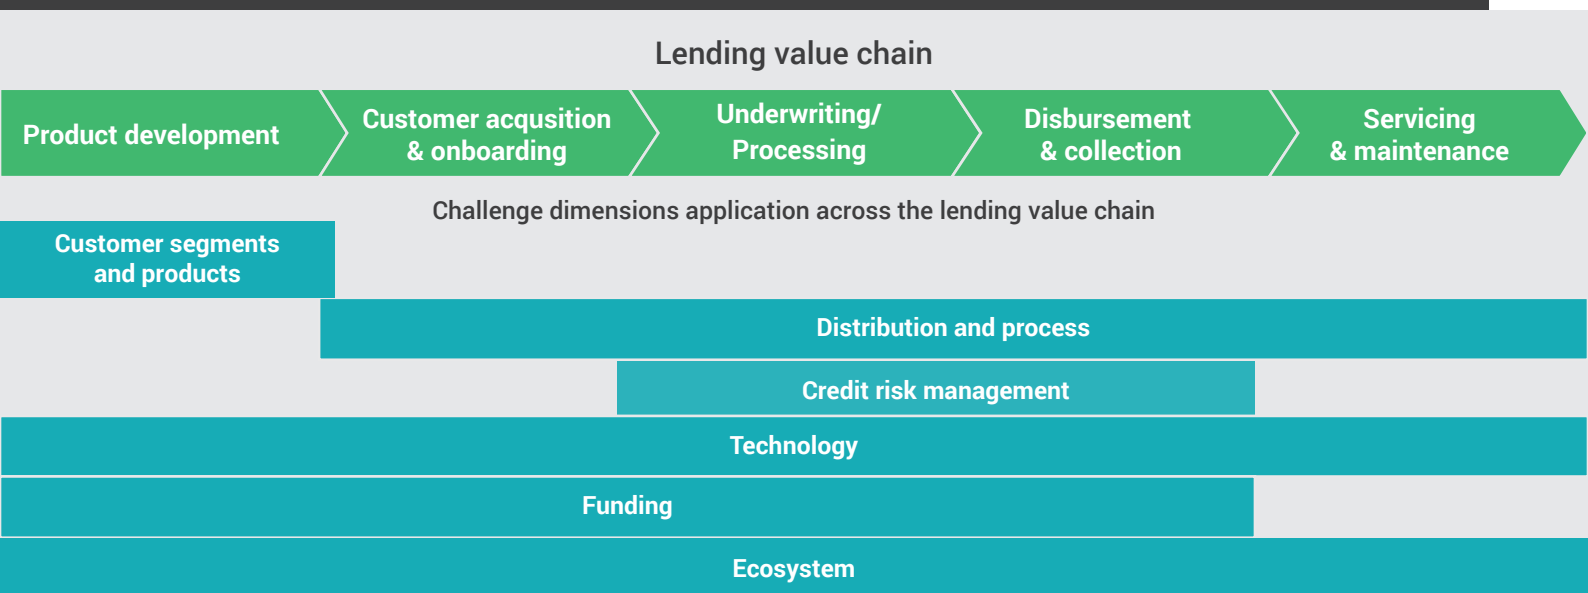 Lending value chain
Product development
Customer acqusition
& onboarding
Underwriting/
Processing
Disbursement
& collection
Servicing
& maintenance
Challenge dimensions application across the lending value chain
Customer segments
and products
Distribution and process
Credit risk management
Technology
Funding
Ecosystem